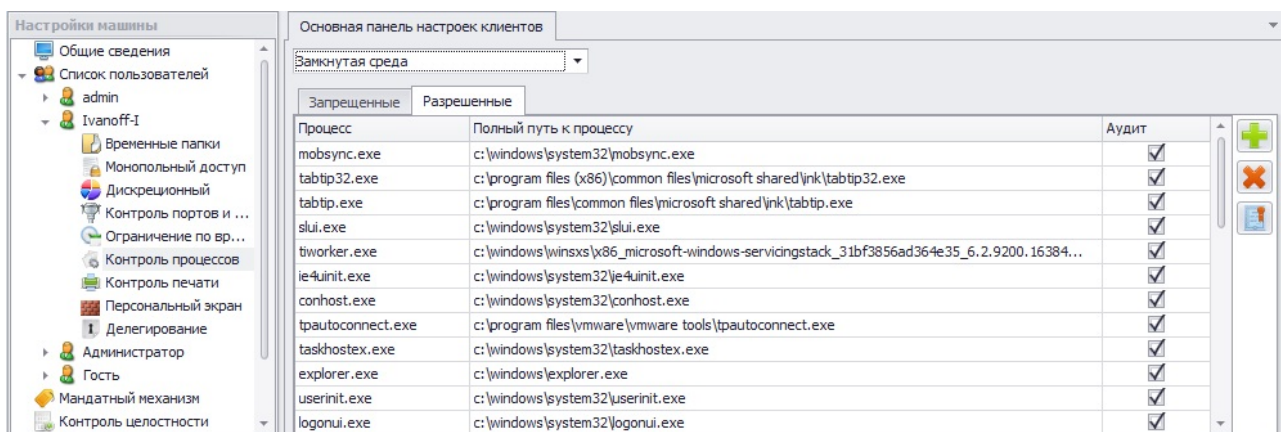 Настройки машины
Общие сведения
Список пользователей
admin
Ivanoff-I
Временные папки
Монопольный доступ
Дискреционный
Контроль портов и ...
Ограничение по вр...
Контроль процессов
Контроль печати
Персональный экран
Делегирование
Администратор
Гость
Мандатный механизм
Контроль целостности
Основная панель настроек клиентов
Замкнутая среда
Запрещенные Разрешенные
Процесс Полный путь к процессу Аудит
mobsync.exe c:\windows\system32\mobsync.exe
tabtip32.exe c:\program files (x86)\common files\microsoft shared\ink\tabtip32.exe
tabtip.exe c:\program files\common files\microsoft shared\ink\tabtip.exe
slui.exe c:\windows\system32\slui.exe
tiworker.exe c:\windows\winsxs\x86_microsoft-windows-servicingstack_31bf3856ad364e35_6.2.9200.16384...
ie4uinit.exe c:\windows\system32\ie4uinit.exe
conhost.exe c:\windows\system32\conhost.exe
tpautoconnect.exe c:\program files\vmware\vmware tools\tpautoconnect.exe
taskhostex.exe c:\windows\system32\taskhostex.exe
explorer.exe c:\windows\explorer.exe
userinit.exe c:\windows\system32\userinit.exe
logonui.exe c:\windows\system32\logonui.exe